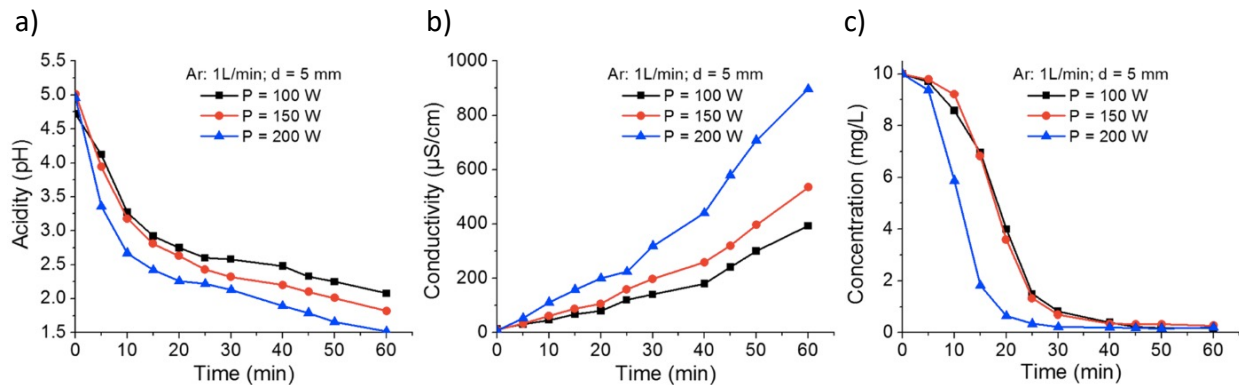 a)
Acidity (pH)
5.5
5.0
4.5
4.0
3.5
3.0
2.5
2.0
1.5
Ar: 1L/min; d = 5 mm
P = 100 W
P = 150 W
P = 200 W
0 10 20 30 40 50 60
Time (min)
b)
Conductivity (µS/cm)
1000
800
600
400
200
0
Ar: 1L/min; d = 5 mm
P = 100 W
P = 150 W
P = 200 W
0 10 20 30 40 50 60
Time (min)
c)
Concentration (mg/L)
10
8
6
4
2
0
Ar: 1L/min; d = 5 mm
P = 100 W
P = 150 W
P = 200 W
0 10 20 30 40 50 60
Time (min)